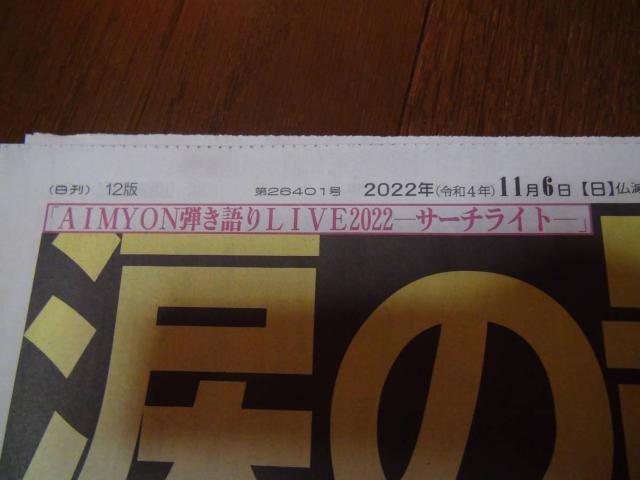 （日刊） 12版 第26401号 2022年（令和4年）11月6日【日】仏滅
「AIMYON弾き語りLIVE2022―サーチライト―」
涙の